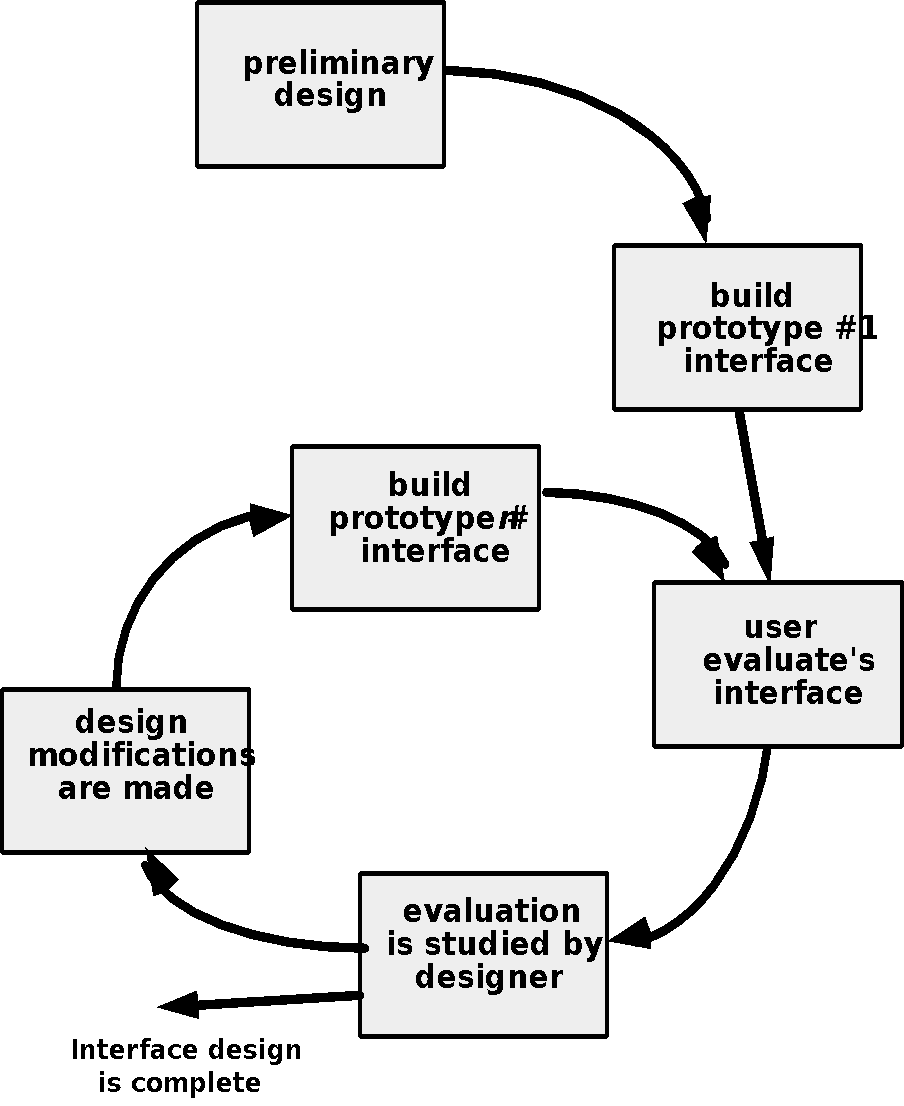 preliminary
design
build
prototype #1
interface
build
prototype n#
interface
user
evaluate's
interface
design
modifications
are made
evaluation
is studied by
designer
Interface design
is complete